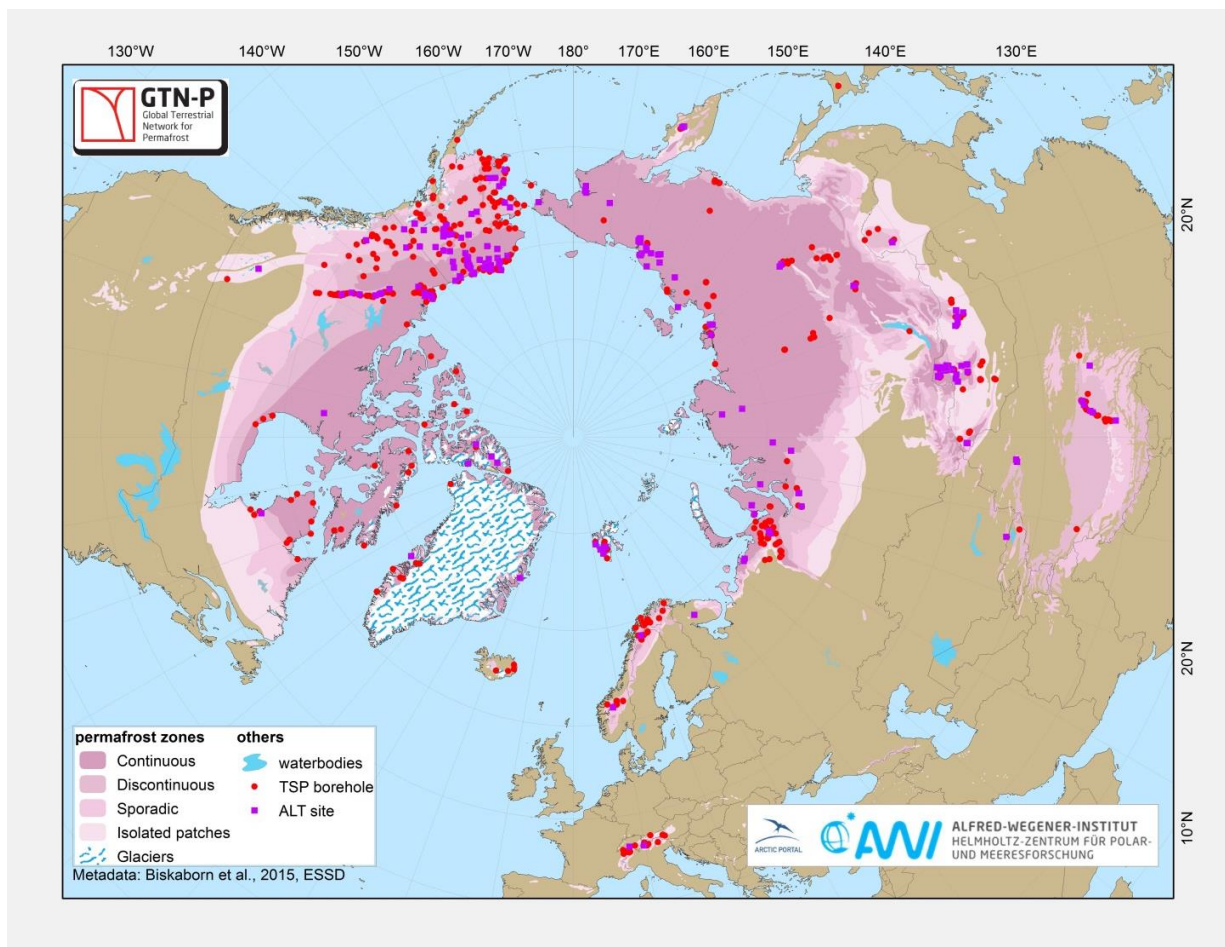 130°W 140°W 150°W 160°W 170°W 180° 170°E 160°E 150°E 140°E 130°E
GTN-P
Global Terrestrial
Network for
Permafrost
20°N
20°N
10°N
permafrost zones
Continuous
Discontinuous
Sporadic
Isolated patches
Glaciers
others
waterbodies
TSP borehole
ALT site
Metadata: Biskaborn et al., 2015, ESSD
ARCTIC PORTAL
AWI
ALFRED-WEGENER-INSTITUT
HELMHOLTZ-ZENTRUM FÜR POLAR-
UND MEERESFORSCHUNG